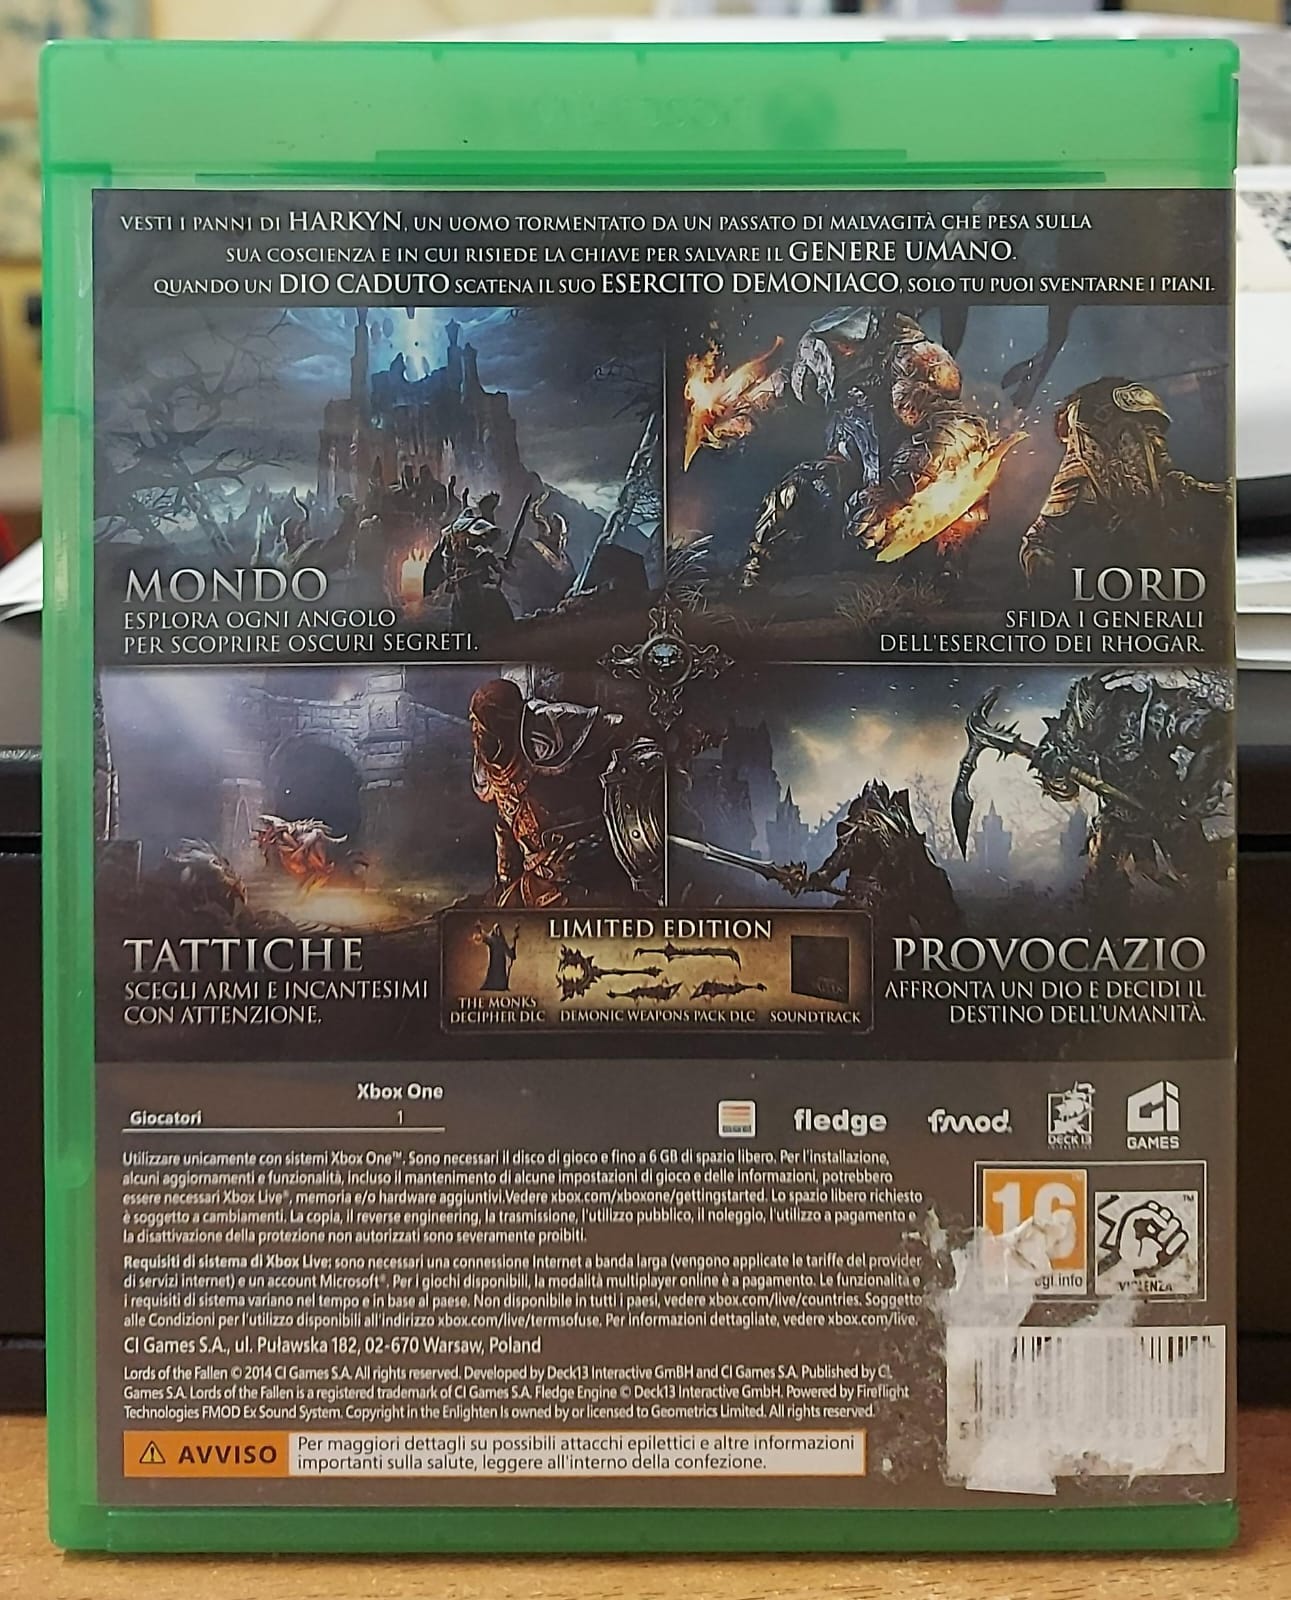 VESTI I PANNI DI HARKYN, UN UOMO TORMENTATO DA UN PASSATO DI MALVAGITÀ CHE PESA SULLA
SUA COSCIENZA E IN CUI RISIEDE LA CHIAVE PER SALVARE IL GENERE UMANO.
QUANDO UN DIO CADUTO SCATENA IL SUO ESERCITO DEMONIACO, SOLO TU PUOI SVENTARNE I PIANI.
MONDO
ESPLORA OGNI ANGOLO
PER SCOPRIRE OSCURI SEGRETI.
LORD
SFIDA I GENERALI
DELL'ESERCITO DEI RHOGAR.
TATTICHE
SCEGLI ARMI E INCANTESIMI
CON ATTENZIONE.
LIMITED EDITION
THE MONKS
DECIPHER DLC
DEMONIC WEAPONS PACK DLC
SOUNDTRACK
PROVOCAZIO
AFFRONTA UN DIO E DECIDI IL
DESTINO DELL'UMANITÀ.
Xbox One
Giocatori 1
fledge
fmod
DECK 13
CI
GAMES
Utilizzare unicamente con sistemi Xbox One™. Sono necessari il disco di gioco e fino a 6 GB di spazio libero. Per l'installazione,
alcuni aggiornamenti e funzionalità, incluso il mantenimento di alcune impostazioni di gioco e delle informazioni, potrebbero
essere necessari Xbox Live®, memoria e/o hardware aggiuntivi.Vedere xbox.com/xboxone/gettingstarted. Lo spazio libero richiesto
è soggetto a cambiamenti. La copia, il reverse engineering, la trasmissione, l'utilizzo pubblico, il noleggio, l'utilizzo a pagamento e
la disattivazione della protezione non autorizzati sono severamente proibiti.
Requisiti di sistema di Xbox Live: sono necessari una connessione Internet a banda larga (vengono applicate le tariffe del provider
di servizi internet) e un account Microsoft®. Per i giochi disponibili, la modalità multiplayer online è a pagamento. Le funzionalità e
i requisiti di sistema variano nel tempo e in base al paese. Non disponibile in tutti i paesi, vedere xbox.com/live/countries. Soggetto
alle Condizioni per l'utilizzo disponibili all'indirizzo xbox.com/live/termsofuse. Per informazioni dettagliate, vedere xbox.com/live.
CI Games S.A., ul. Puławska 182, 02-670 Warsaw, Poland
Lords of the Fallen © 2014 CI Games S.A. All rights reserved. Developed by Deck13 Interactive GmBH and CI Games S.A. Published by CI
Games S.A. Lords of the Fallen is a registered trademark of CI Games S.A. Fledge Engine © Deck13 Interactive GmbH. Powered by Fireflight
Technologies FMOD Ex Sound System. Copyright in the Enlighten is owned by or licensed to Geometrics Limited. All rights reserved.
AVVISO
Per maggiori dettagli su possibili attacchi epilettici e altre informazioni
importanti sulla salute, leggere all'interno della confezione.
16
egi.info
VIOLENZA